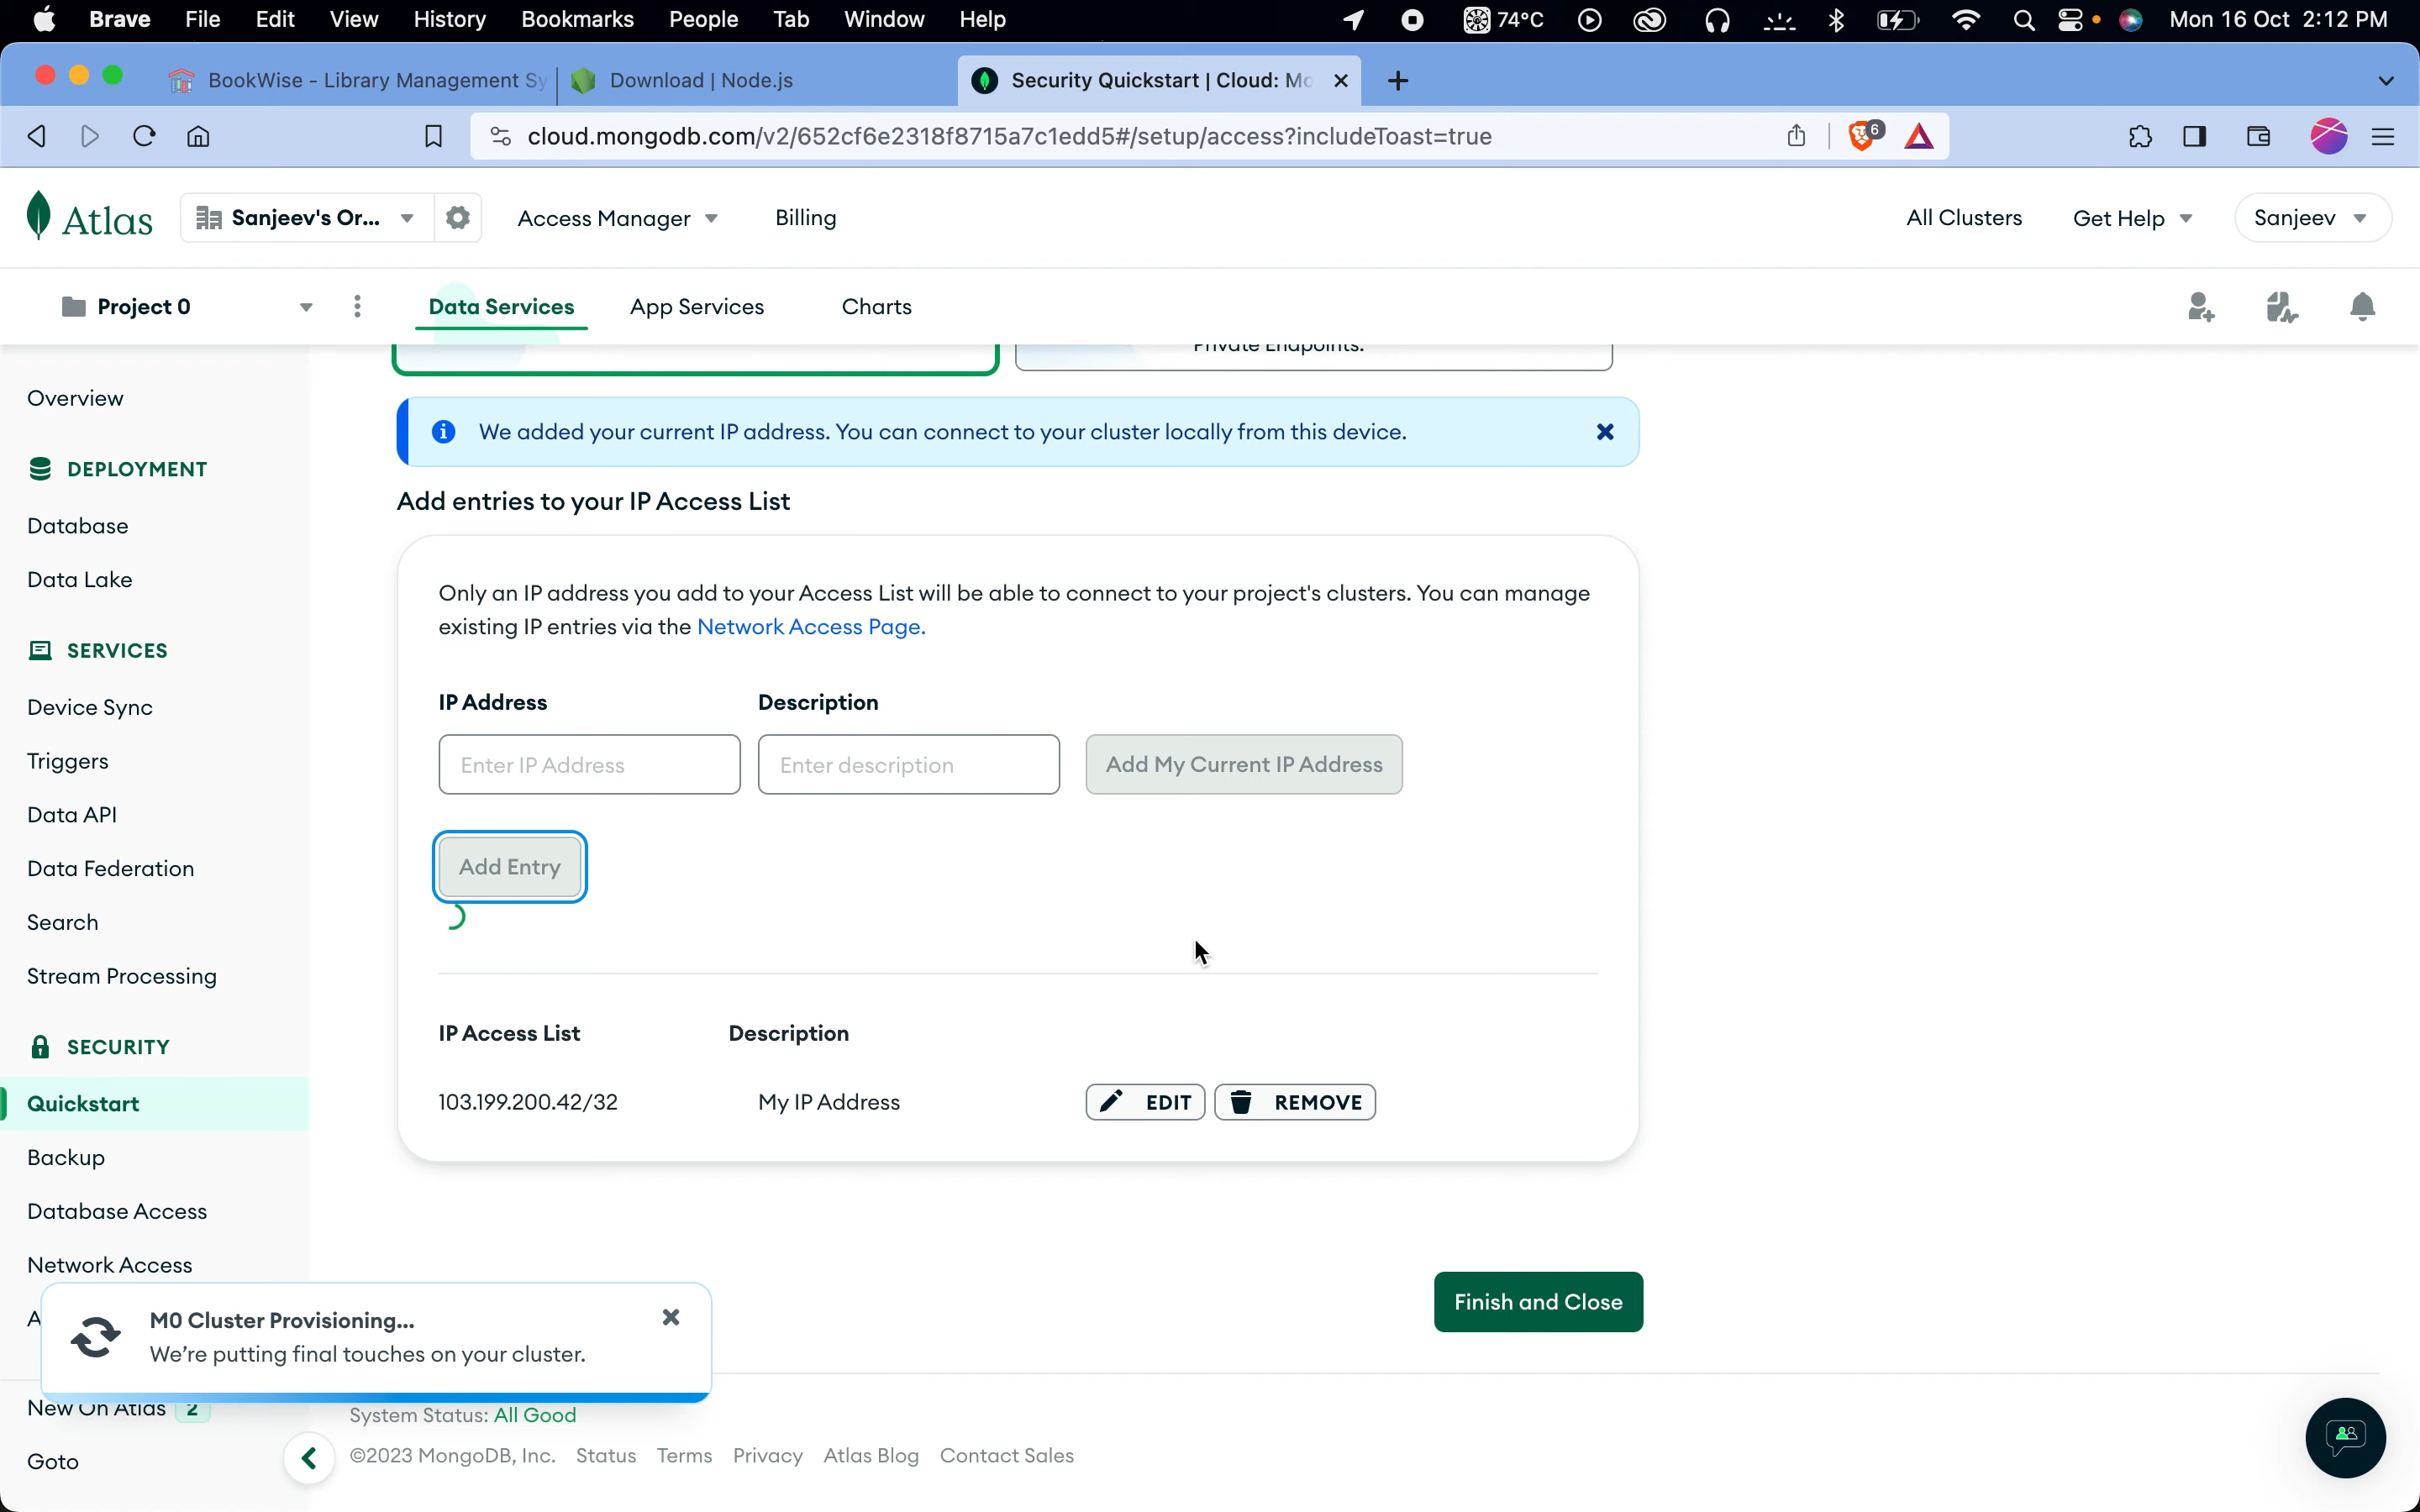 Brave File Edit View History Bookmarks People Tab Window Help 74°C Mon 16 Oct 2:12 PM
BookWise - Library Management Sy Download | Node.js Security Quickstart | Cloud: Mo
cloud.mongodb.com/v2/652cf6e2318f8715a7c1edd5#/setup/access?includeToast=true 6
Atlas Sanjeev's Or... Access Manager Billing All Clusters Get Help Sanjeev
Project 0 Data Services App Services Charts
Private Endpoints.
Overview
We added your current IP address. You can connect to your cluster locally from this device.
DEPLOYMENT
Add entries to your IP Access List
Database
Data Lake
Only an IP address you add to your Access List will be able to connect to your project's clusters. You can manage
existing IP entries via the Network Access Page.
SERVICES
Device Sync
IP Address Description
Triggers
Enter IP Address Enter description Add My Current IP Address
Data API
Data Federation
Add Entry
Search
Stream Processing
IP Access List Description
SECURITY
Quickstart
103.199.200.42/32 My IP Address EDIT REMOVE
Backup
Database Access
Network Access
Finish and Close
M0 Cluster Provisioning...
We're putting final touches on your cluster.
New On Atlas 2
System Status: All Good
Goto
©2023 MongoDB, Inc. Status Terms Privacy Atlas Blog Contact Sales